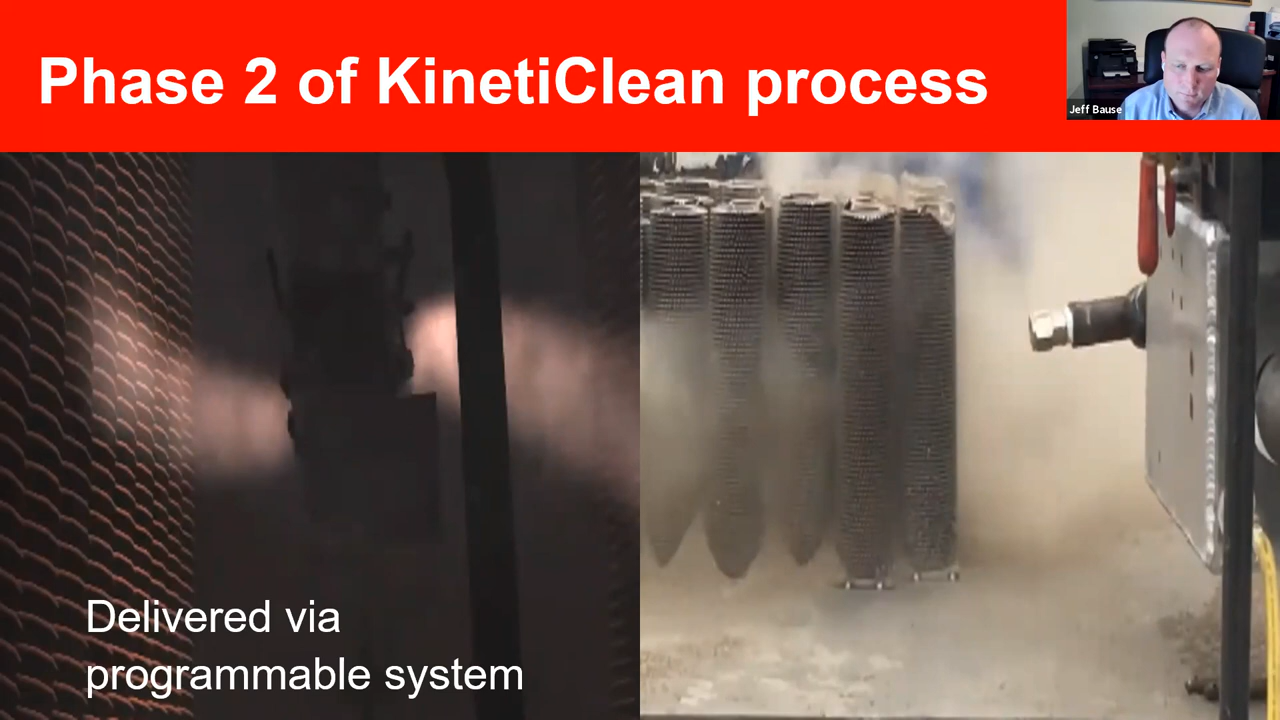 Phase 2 of KinetiClean process
Jeff Bause
Delivered via
programmable system